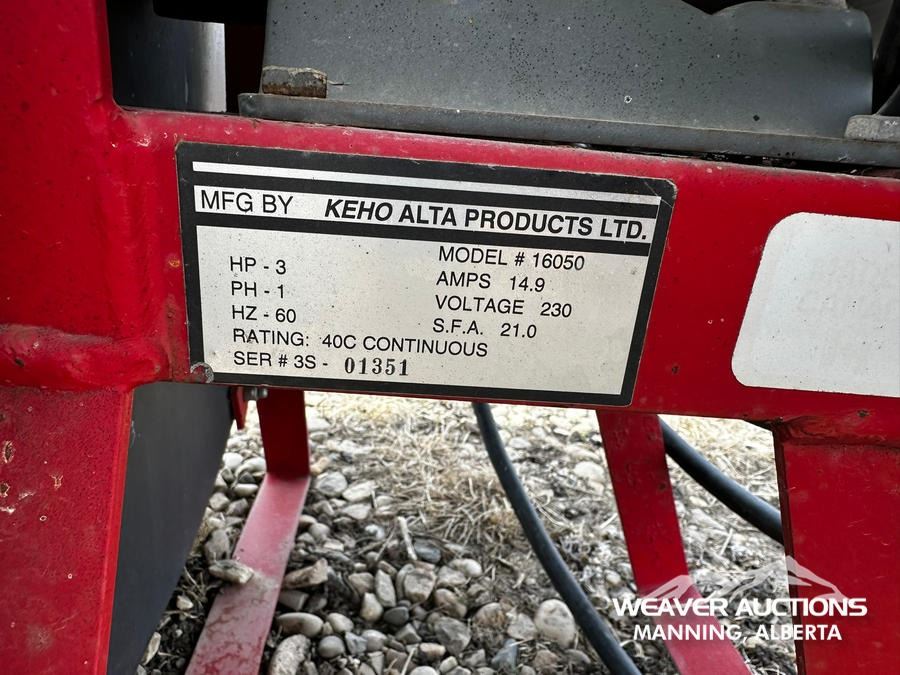 MFG BY KEHO ALTA PRODUCTS LTD.
HP - 3
PH - 1
HZ - 60
RATING: 40C CONTINUOUS
SER # 3S - 01351
MODEL # 16050
AMPS 14.9
VOLTAGE 230
S.F.A. 21.0
WEAVER AUCTIONS
MANNING, ALBERTA